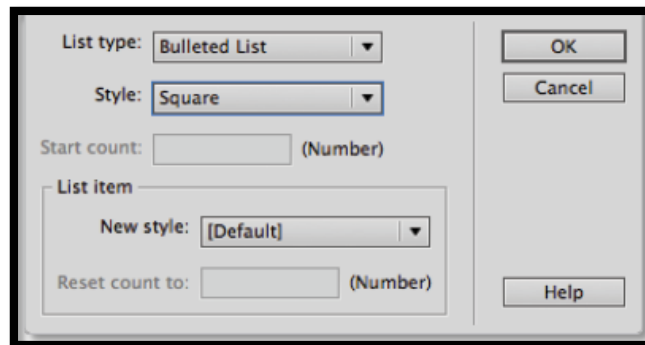 List type: Bulleted List
OK
Style: Square
Cancel
Start count: (Number)
List item
New style: [Default]
Reset count to: (Number)
Help